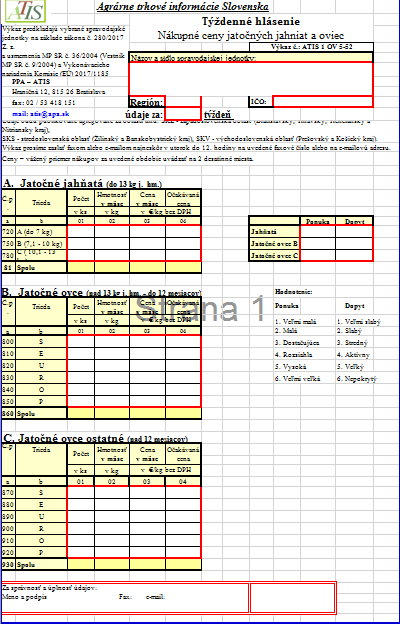 ATIS
Agrárne trhové informácie Slovenska
Týždenné hlásenie
Nákupné ceny jatočných jahniat a oviec
Výkaz č.: ATIS 1 OV 5-52
Výkaz predkladajú vybrané spravodajské
jednotky na základe zákona č. 280/2017
Z. z.
a usmernenia MP SR č. 36/2004 (Vestník
MP SR č. 9/2004) a Vykonávacieho
nariadenia Komisie (EÚ) 2017/1185
Názov a sídlo spravodajskej jednotky:
PPA – ATIS
Hraničná 12, 815 26 Bratislava
fax: 02 / 53 418 151
mail: atis@apa.sk
Región:
IČO:
údaje za:
týždeň
Nitriansky kraj),
SKS - stredoslovenská oblasť (Žilinský a Banskobystrický kraj), SKV - východoslovenská oblasť (Prešovský a Košický kraj).
Výkaz prosíme zaslať faxom alebo e-mailom najneskôr v utorok do 12. hodiny na uvedené faxové číslo alebo na e-mailovú adresu.
Ceny – vážený priemer nákupov za uvedené obdobie uvádzať na 2 desatinné miesta.
A. Jatočné jahňatá (do 13 kg j. hm.)
Č.p. Trieda Počet Hmotnosť v mäse Cena v mäse Očakávaná cena
v ks v kg v €/kg bez DPH
a b 01 02 03 04
720 A (do 7 kg)
750 B (7,1 - 10 kg)
780 C ( 10,1 - 13
81 Spolu
Ponuka Dopyt
Jahňatá
Jatočné ovce B
Jatočné ovce C
B. Jatočné ovce (nad 13 kg j. hm. - do 12 mesiacov)
Č.p Trieda Počet Hmotnosť v mäse Cena v mäse Očakávaná cena
v ks v kg v €/kg bez DPH
a b 01 02 03 04
800 S
810 E
820 U
830 R
840 O
850 P
860 Spolu
Strana 1
Hodnotenie:
Ponuka Dopyt
1. Veľmi malá 1. Veľmi slabý
2. Malá 2. Slabý
3. Dostačujúca 3. Stredný
4. Rozsiahla 4. Aktívny
5. Vysoká 5. Veľký
6. Veľmi veľká 6. Nepokrytý
C. Jatočné ovce ostatné (nad 12 mesiacov)
Č.p Trieda Počet Hmotnosť v mäse Cena v mäse Očakávaná cena
v ks v kg v €/kg bez DPH
a b 01 02 03 04
870 S
880 E
890 U
900 R
910 O
920 P
930 Spolu
Za správnosť a úplnosť údajov:
Meno a podpis Fax: e-mail: